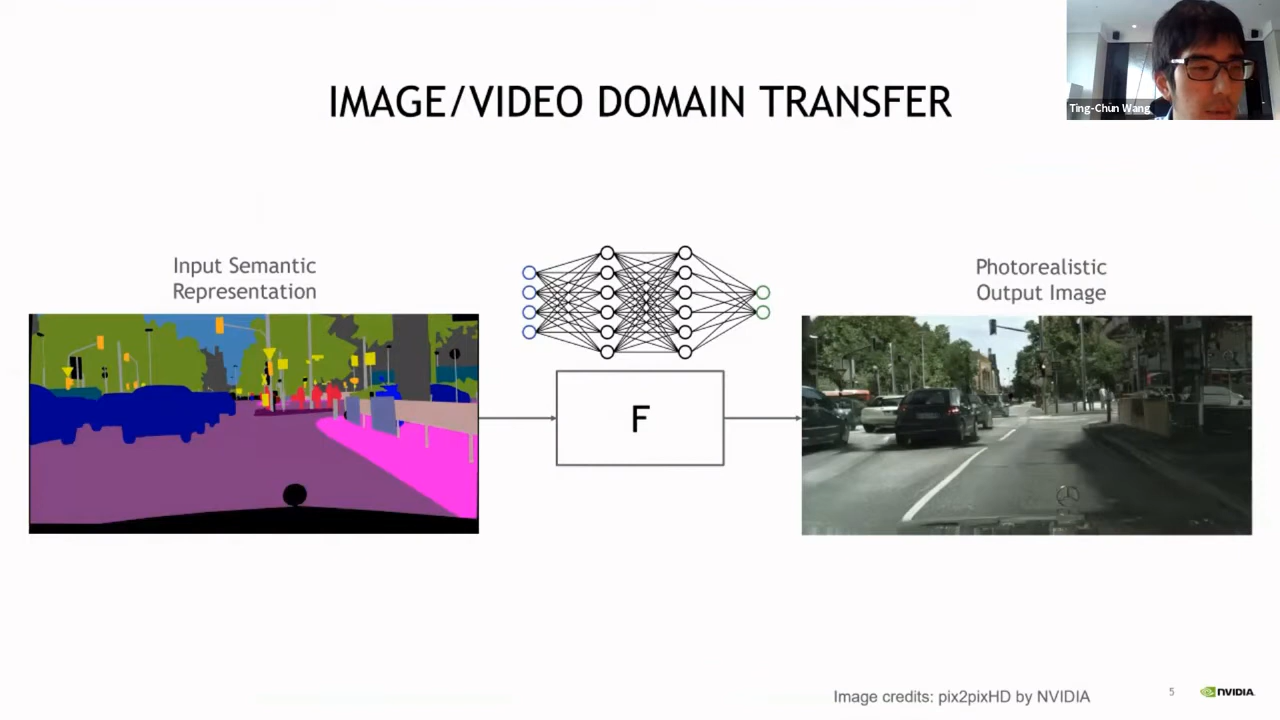 IMAGE/VIDEO DOMAIN TRANSFER
Ting-Chun Wang
Input Semantic
Representation
F
Photorealistic
Output Image
Image credits: pix2pixHD by NVIDIA
5
NVIDIA.